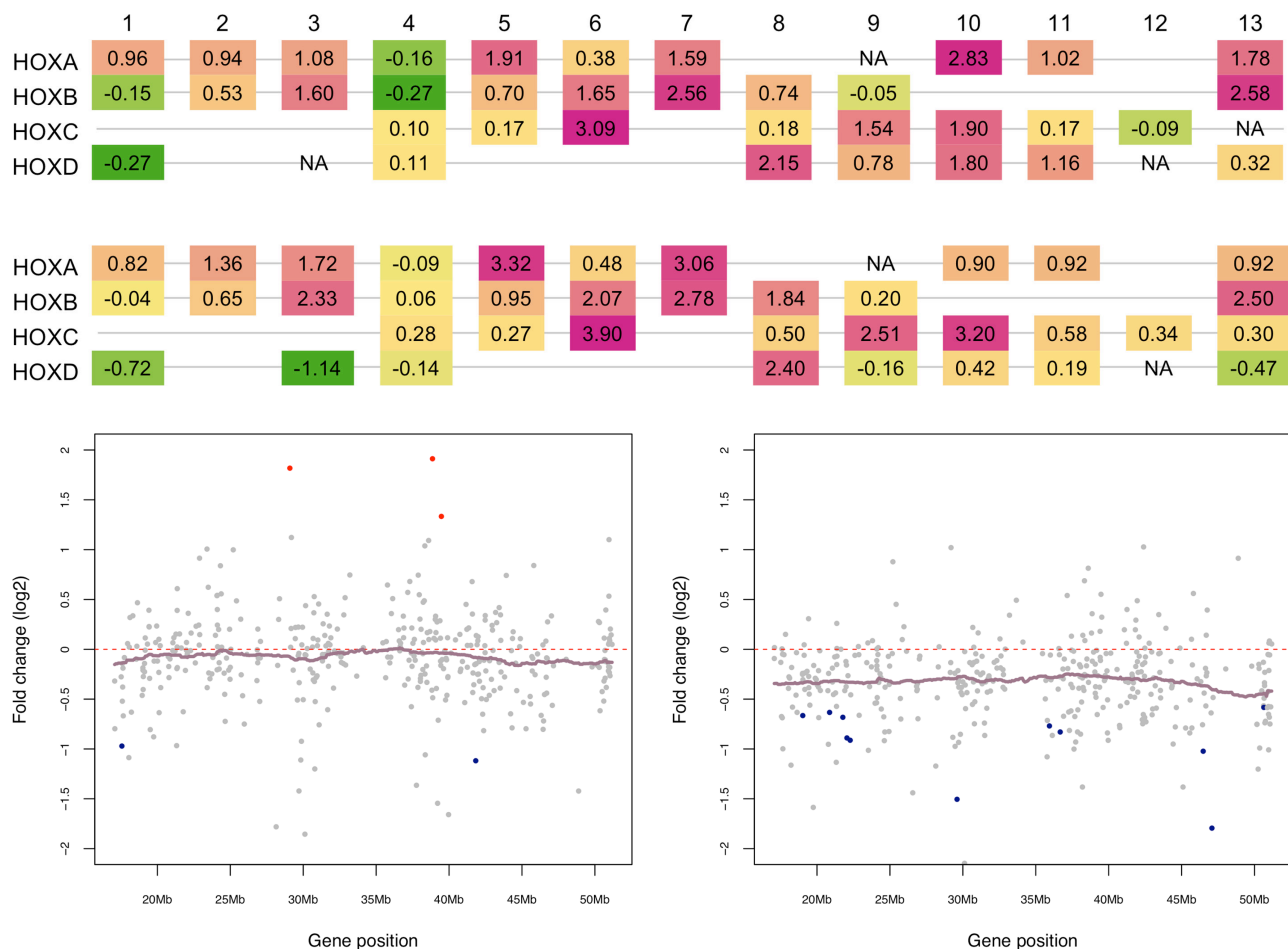 1 2 3 4 5 6 7 8 9 10 11 12 13
HOXA 0.96 0.94 1.08 -0.16 1.91 0.38 1.59 NA 2.83 1.02 1.78
HOXB -0.15 0.53 1.60 -0.27 0.70 1.65 2.56 0.74 -0.05 2.58
HOXC 0.10 0.17 3.09 0.18 1.54 1.90 0.17 -0.09 NA
HOXD -0.27 NA 0.11 2.15 0.78 1.80 1.16 NA 0.32
HOXA 0.82 1.36 1.72 -0.09 3.32 0.48 3.06 NA 0.90 0.92 0.92
HOXB -0.04 0.65 2.33 0.06 0.95 2.07 2.78 1.84 0.20 2.50
HOXC 0.28 0.27 3.90 0.50 2.51 3.20 0.58 0.34 0.30
HOXD -0.72 -1.14 -0.14 2.40 -0.16 0.42 0.19 NA -0.47
Fold change (log2)
2
1.5
1
0.5
0
-0.5
-1
-1.5
-2
20Mb 25Mb 30Mb 35Mb 40Mb 45Mb 50Mb
Gene position
Fold change (log2)
2
1.5
1
0.5
0
-0.5
-1
-1.5
-2
20Mb 25Mb 30Mb 35Mb 40Mb 45Mb 50Mb
Gene position